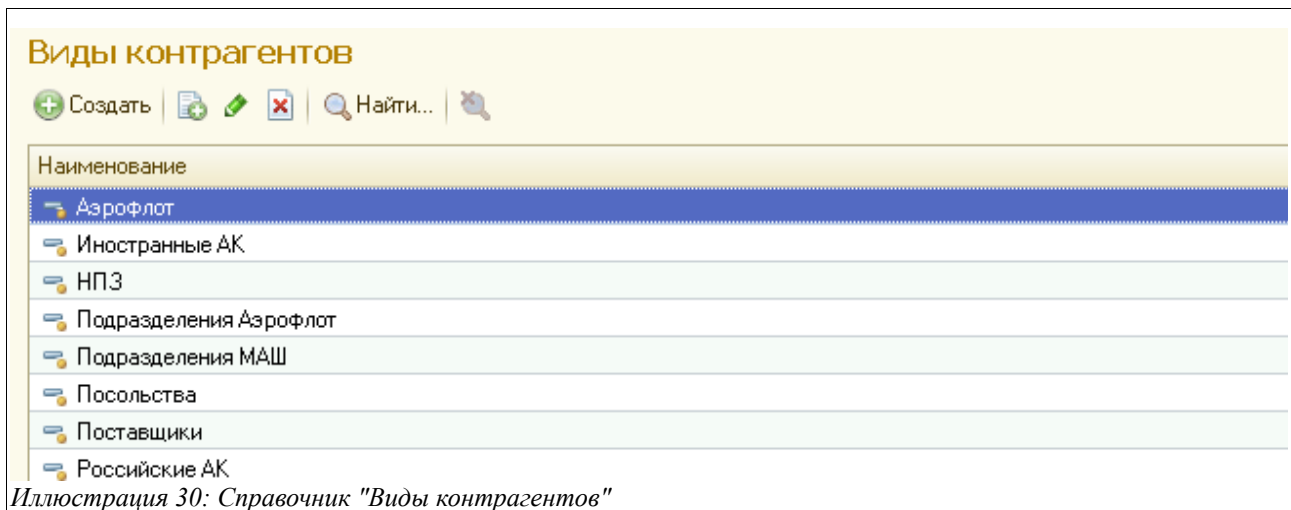 Виды контрагентов
Создать Найти...
Наименование
Аэрофлот
Иностранные АК
НПЗ
Подразделения Аэрофлот
Подразделения МАШ
Посольства
Поставщики
Российские АК
Иллюстрация 30: Справочник "Виды контрагентов"